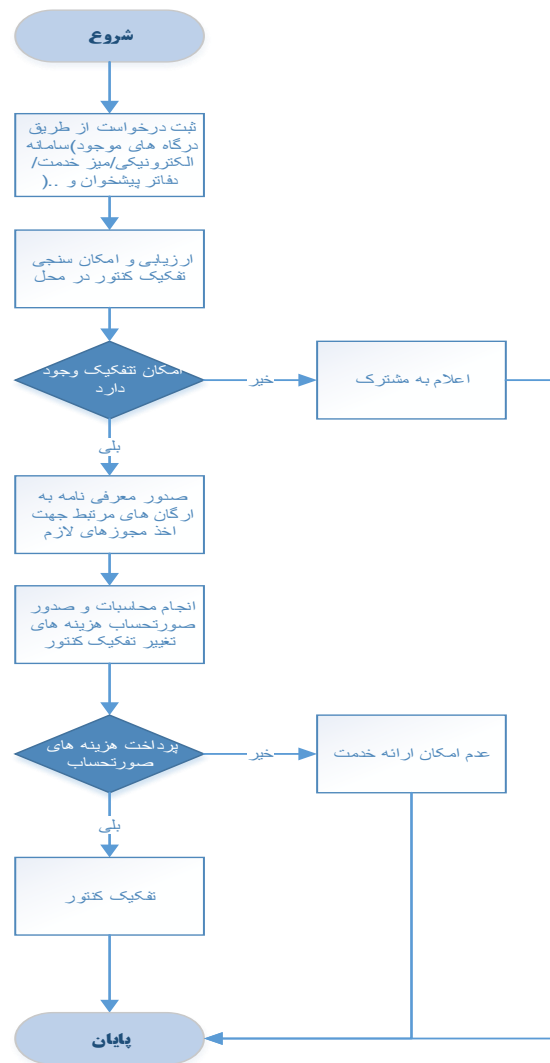 شروع
ثبت درخواست از طریق
درگاه های موجود)سامانه
الکترونیکی/میز خدمت/
دفاتر پیشخوان و ..(
ارزیابی و امکان سنجی
تفکیک کنتور در محل
امکان تتفکیک وجود
دارد
خیر
اعلام به مشترک
بلی
صدور معرفی نامه به
ارگان های مرتبط جهت
اخذ مجوزهای لازم
انجام محاسبات و صدور
صورتحساب هزینه های
تغییر تفکیک کنتور
پرداخت هزینه های
صورتحساب
خیر
عدم امکان ارائه خدمت
بلی
تفکیک کنتور
پایان